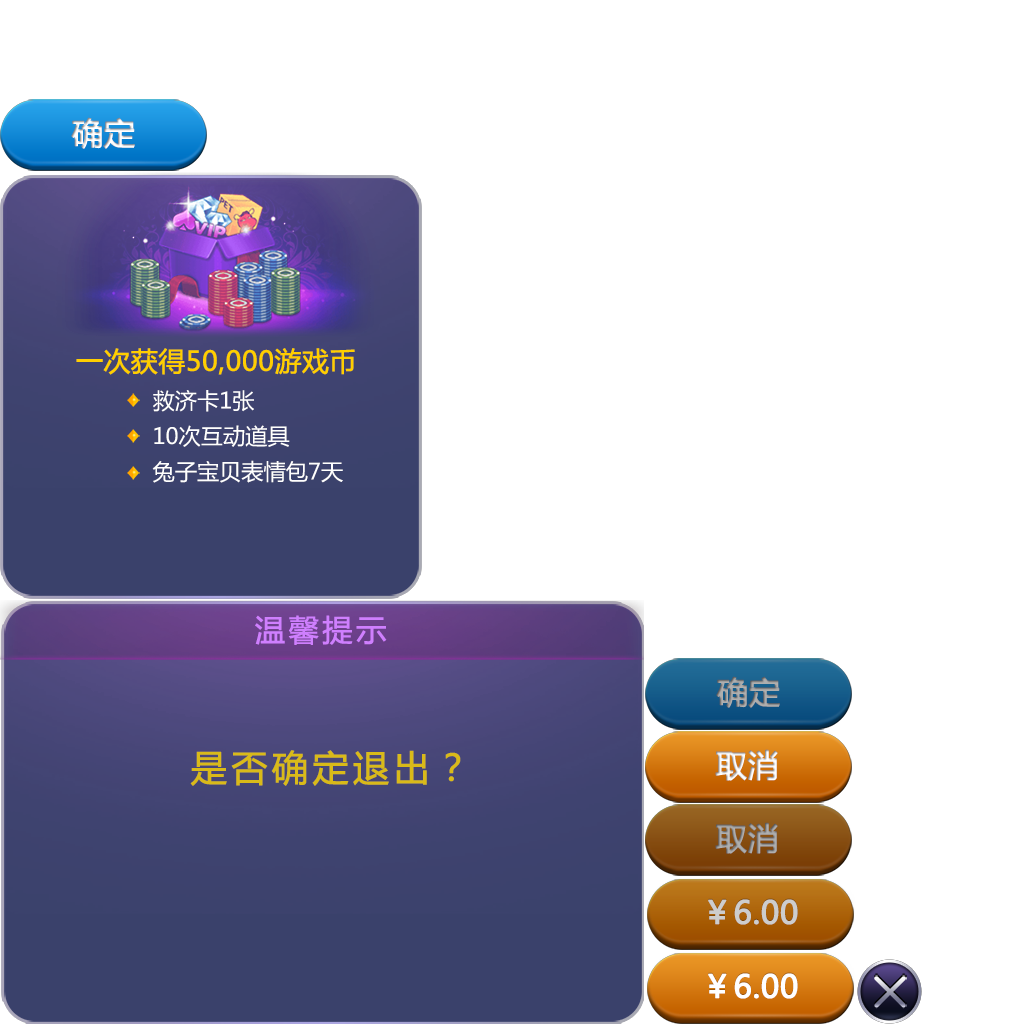 确定
PET
VIP
一次获得50,000游戏币
救济卡1张
10次互动道具
兔子宝贝表情包7天
温馨提示
是否确定退出？
确定
取消
取消
¥6.00
¥6.00